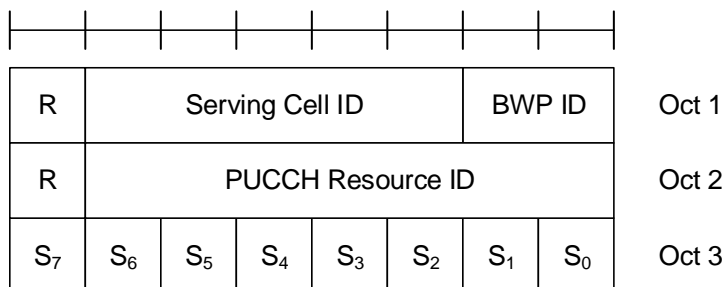 R Serving Cell ID BWP ID Oct 1
R PUCCH Resource ID Oct 2
S₇ S₆ S₅ S₄ S₃ S₂ S₁ S₀ Oct 3